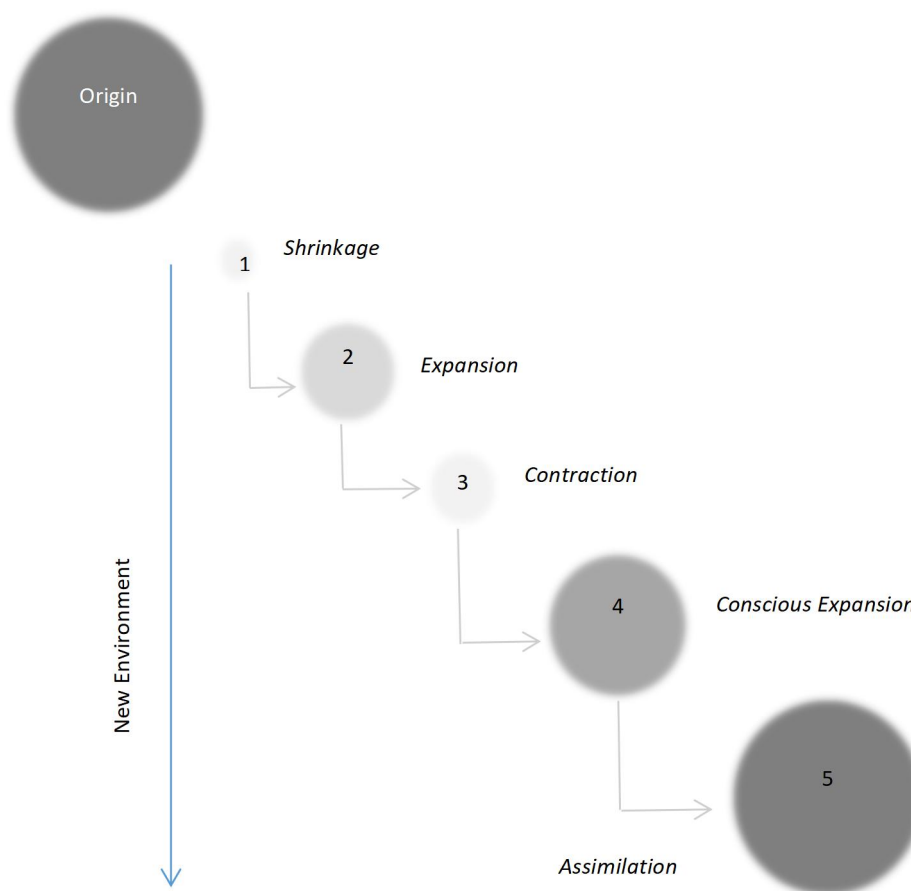 Origin
1
Shrinkage
2
Expansion
3
Contraction
4
Conscious Expansion
New Environment
5
Assimilation